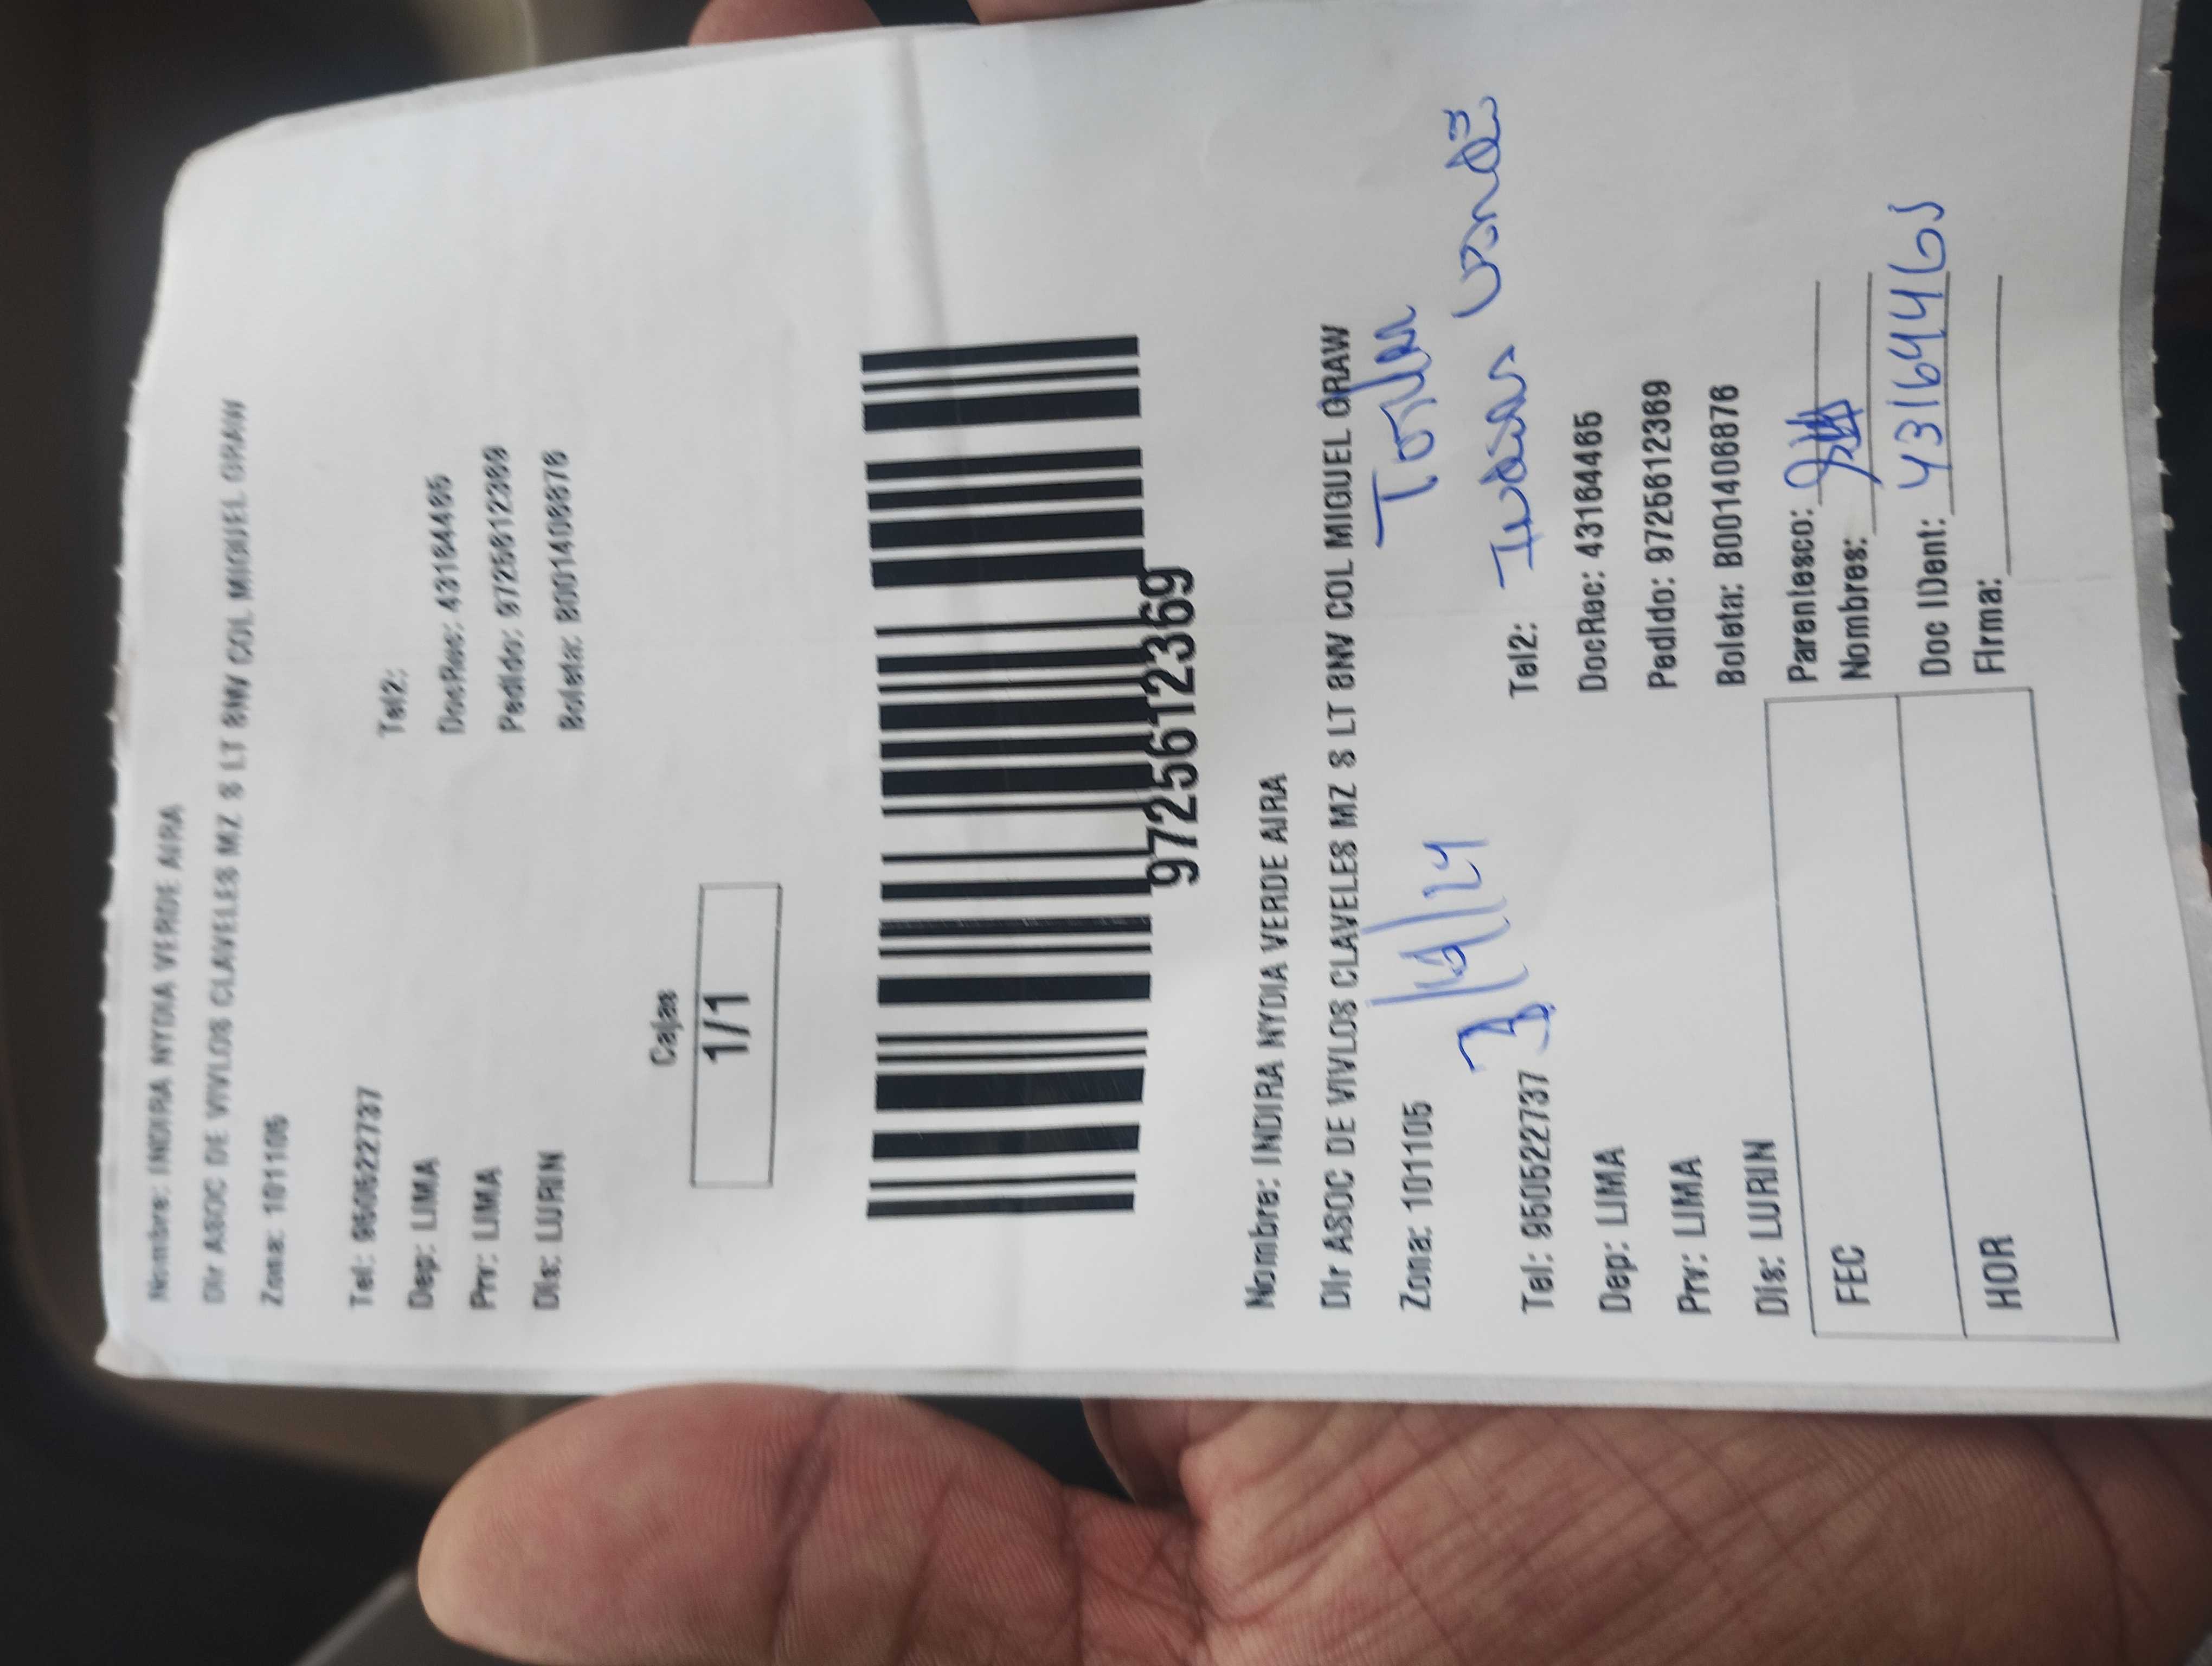 Nombre: INDIRA NYDIA VERDE AIRA
Dir ASOC DE VIVLOS CLAVELES MZ S LT 8NV COL MIGUEL GRAW
Zona: 101105
Tel: 950522737 Tel2:
Dep: LIMA DocRec: 43164465
Prv: LIMA Pedido: 9725612369
Dis: LURIN Boleta: B001406876
Cajas
1/1
9725612369
Nombre: INDIRA NYDIA VERDE AIRA
Dir ASOC DE VIVLOS CLAVELES MZ S LT 8NV COL MIGUEL GRAW
Zona: 101105
Tel: 950522737 Tel2: Indira Verde
Dep: LIMA DocRec: 43164465
Prv: LIMA Pedido: 9725612369
Dis: LURIN Boleta: B001406876
FEC Parentesco:
Nombres:
HOR Doc IDent: 43164465
Firma: